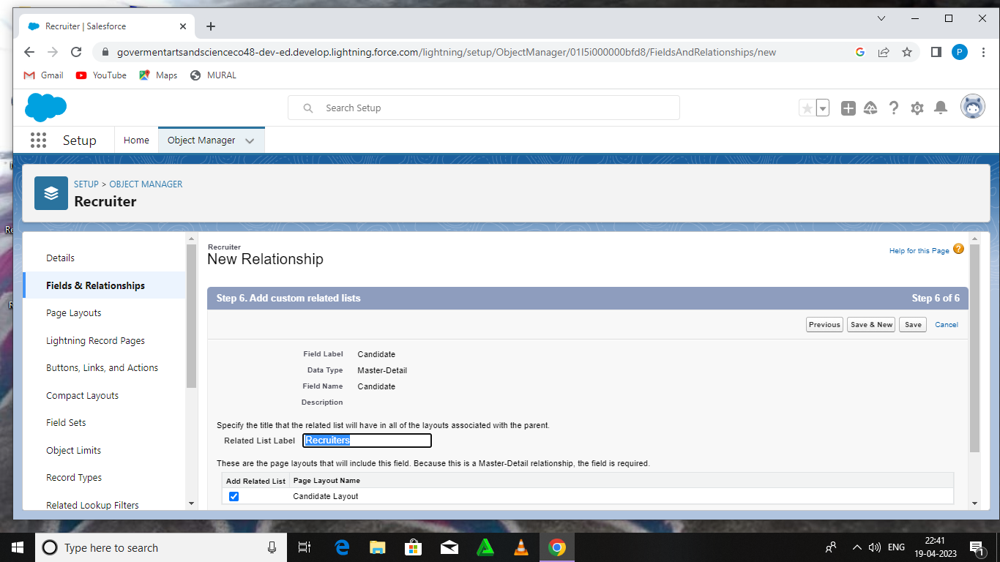 Recruiter | Salesforce
govermentartsandscienceco48-dev-ed.develop.lightning.force.com/lightning/setup/ObjectManager/01I5i000000bfd8/FieldsAndRelationships/new
P
Gmail YouTube Maps MURAL
Search Setup
Setup Home Object Manager
SETUP > OBJECT MANAGER
Recruiter
Details
Fields & Relationships
Page Layouts
Lightning Record Pages
Buttons, Links, and Actions
Compact Layouts
Field Sets
Object Limits
Record Types
Related Lookup Filters
Recruiter
New Relationship
Help for this Page ?
Step 6. Add custom related lists Step 6 of 6
Previous Save & New Save Cancel
Field Label Candidate
Data Type Master-Detail
Field Name Candidate
Description
Specify the title that the related list will have in all of the layouts associated with the parent.
Related List Label Recruiters
These are the page layouts that will include this field. Because this is a Master-Detail relationship, the field is required.
Add Related List Page Layout Name
Candidate Layout
Type here to search
ENG
22:41
19-04-2023
1